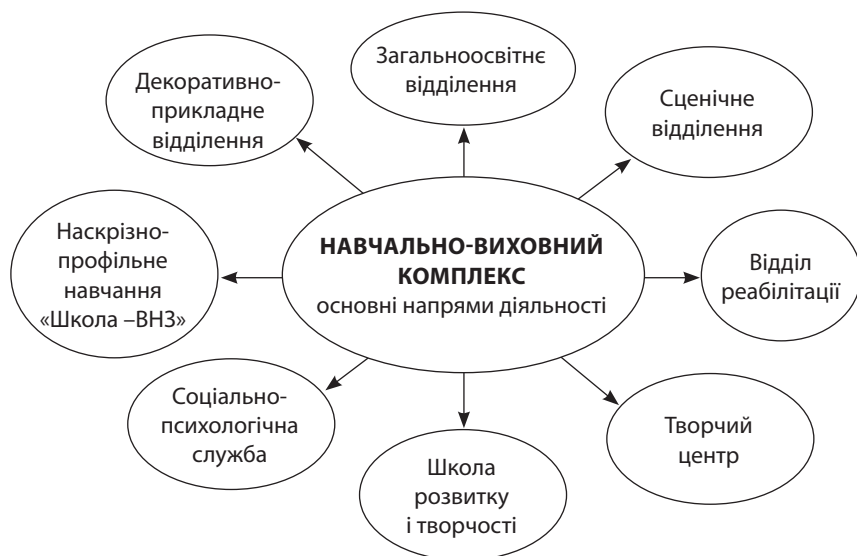 Загальноосвітнє
відділення
Декоративно-
прикладне
відділення
Сценічне
відділення
Наскрізно-
профільне
навчання
«Школа –ВНЗ»
НАВЧАЛЬНО-ВИХОВНИЙ
КОМПЛЕКС
основні напрями діяльності
Відділ
реабілітації
Соціально-
психологічна
служба
Школа
розвитку
і творчості
Творчий
центр